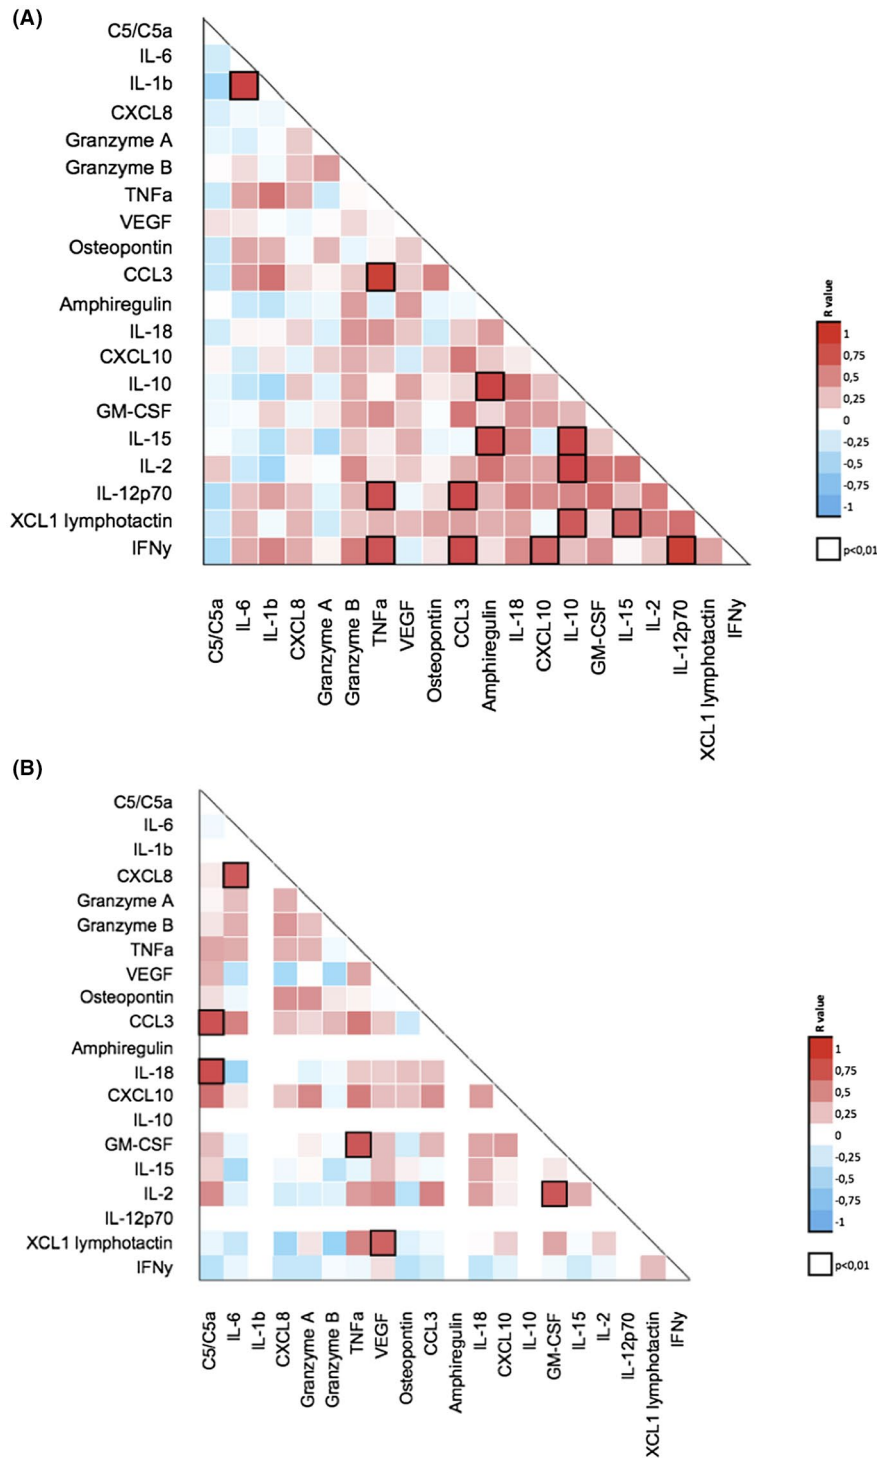 (A)
C5/C5a
IL-6
IL-1b
CXCL8
Granzyme A
Granzyme B
TNFa
VEGF
Osteopontin
CCL3
Amphiregulin
IL-18
CXCL10
IL-10
GM-CSF
IL-15
IL-2
IL-12p70
XCL1 lymphotactin
IFNy
C5/C5a
IL-6
IL-1b
CXCL8
Granzyme A
Granzyme B
TNFa
VEGF
Osteopontin
CCL3
Amphiregulin
IL-18
CXCL10
IL-10
GM-CSF
IL-15
IL-2
IL-12p70
XCL1 lymphotactin
IFNy
R value
1
0,75
0,5
0,25
0
-0,25
-0,5
-0,75
-1
p<0,01
(B)
C5/C5a
IL-6
IL-1b
CXCL8
Granzyme A
Granzyme B
TNFa
VEGF
Osteopontin
CCL3
Amphiregulin
IL-18
CXCL10
IL-10
GM-CSF
IL-15
IL-2
IL-12p70
XCL1 lymphotactin
IFNy
C5/C5a
IL-6
IL-1b
CXCL8
Granzyme A
Granzyme B
TNFa
VEGF
Osteopontin
CCL3
Amphiregulin
IL-18
CXCL10
IL-10
GM-CSF
IL-15
IL-2
IL-12p70
XCL1 lymphotactin
IFNy
R value
1
0,75
0,5
0,25
0
-0,25
-0,5
-0,75
-1
p<0,01